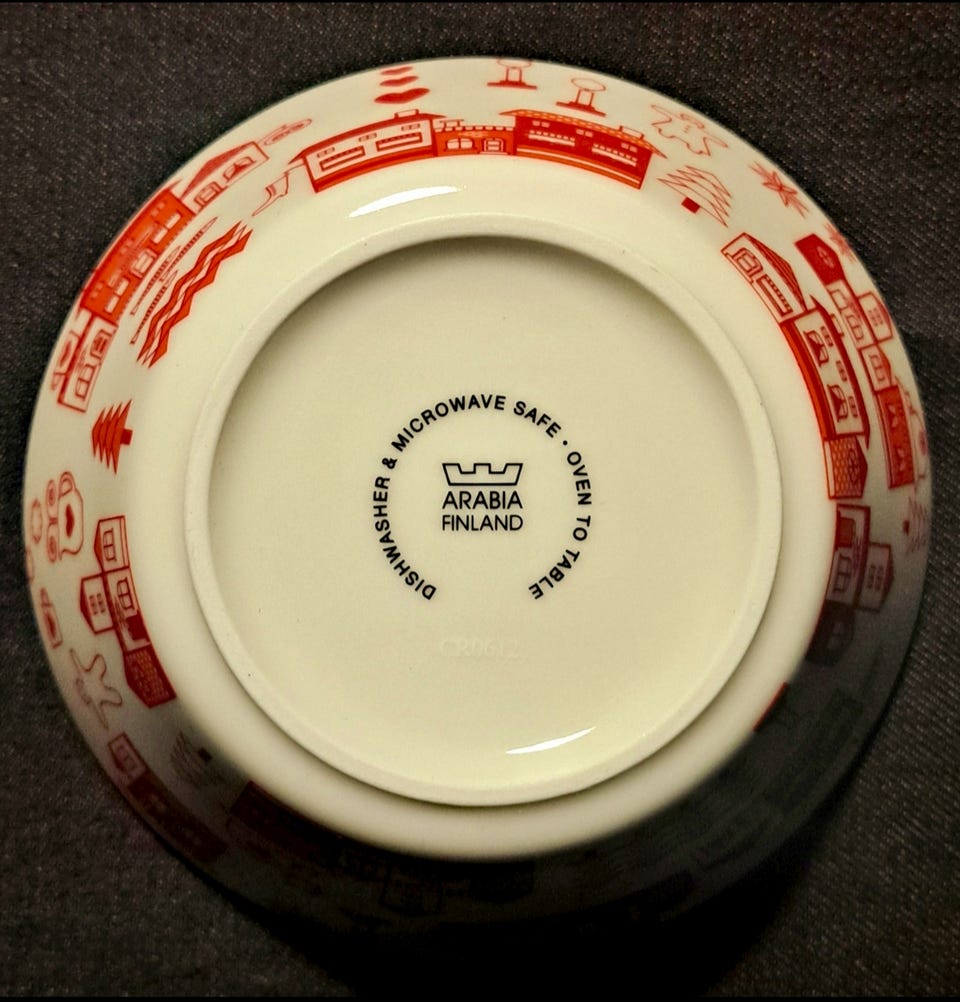 DISHWASHER & MICROWAVE SAFE · OVEN TO TABLE
ARABIA
FINLAND
CR0612